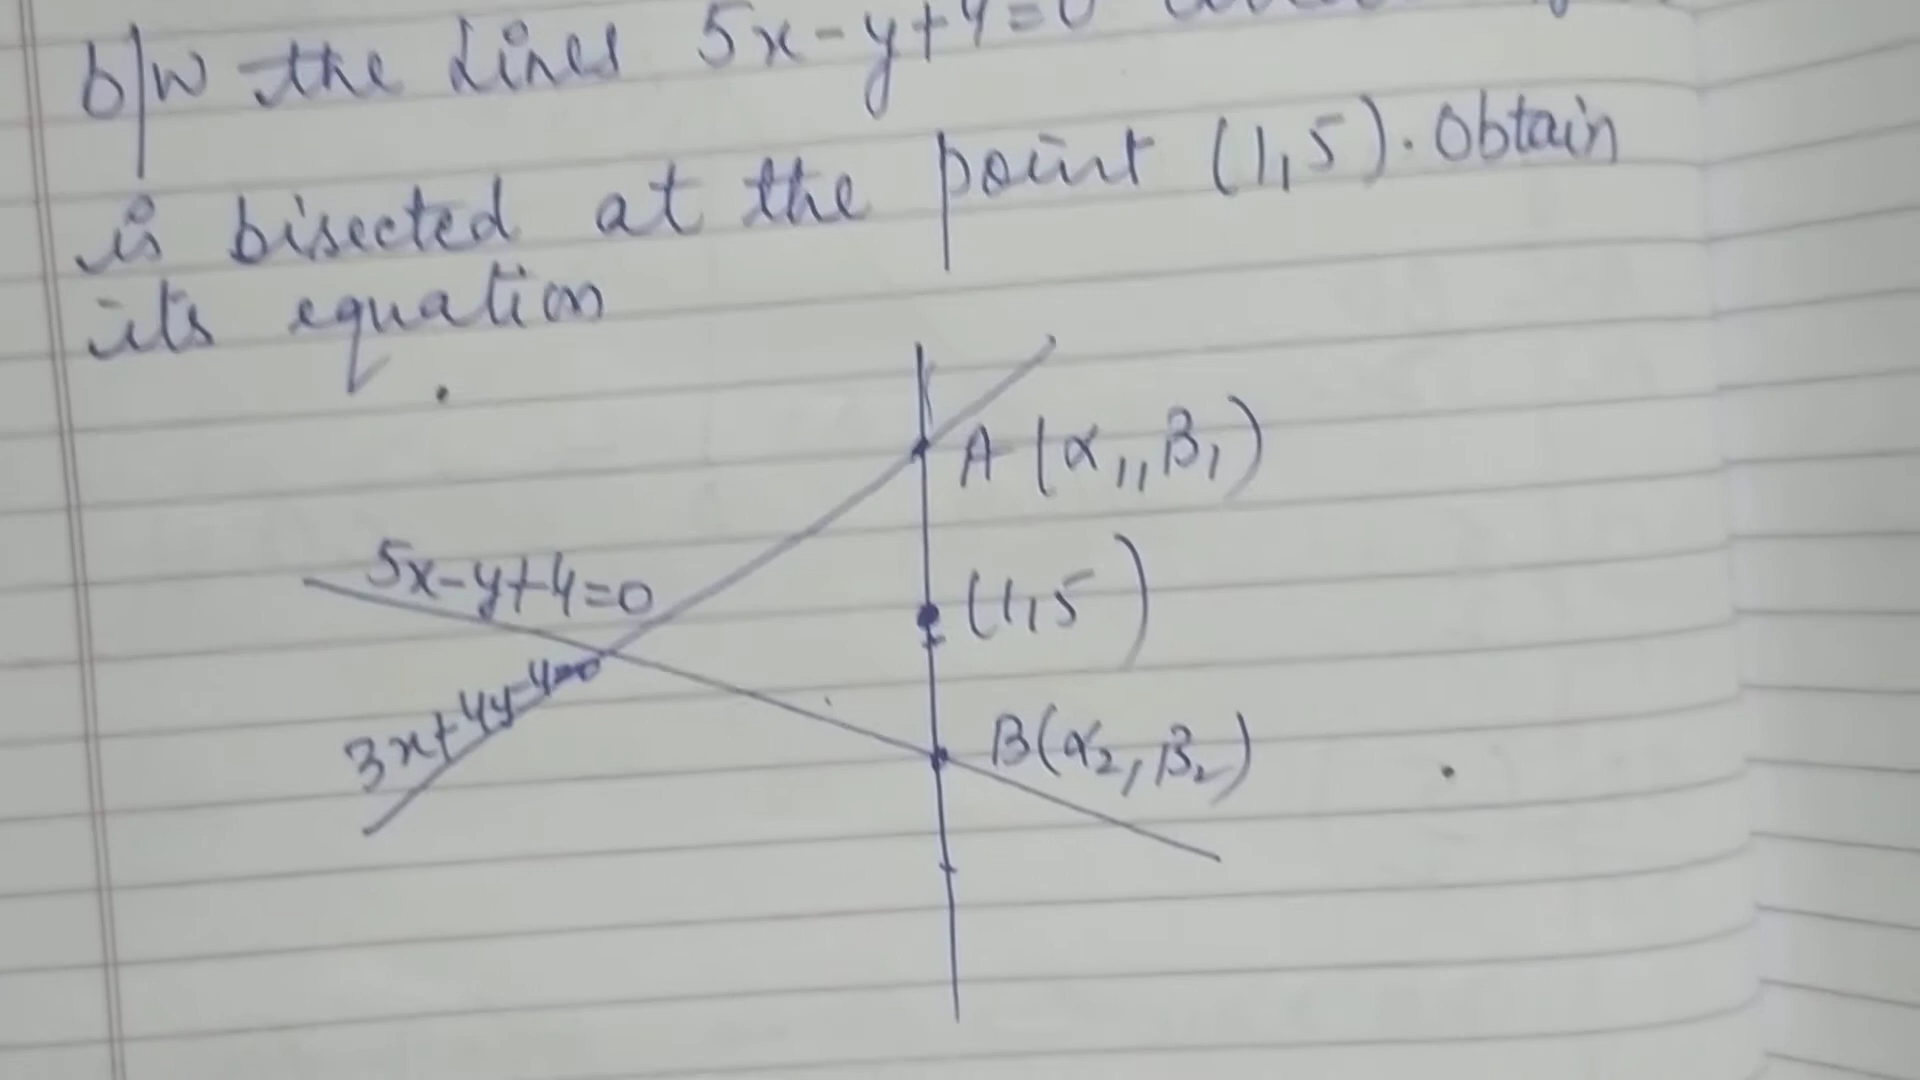 b/w the lines 5x-y+4=0
is bisected at the point (1,5). Obtain
its equation
A(α₁,β₁)
5x-y+4=0
(1,5)
3x+4y-4=0
B(α₂,β₂)